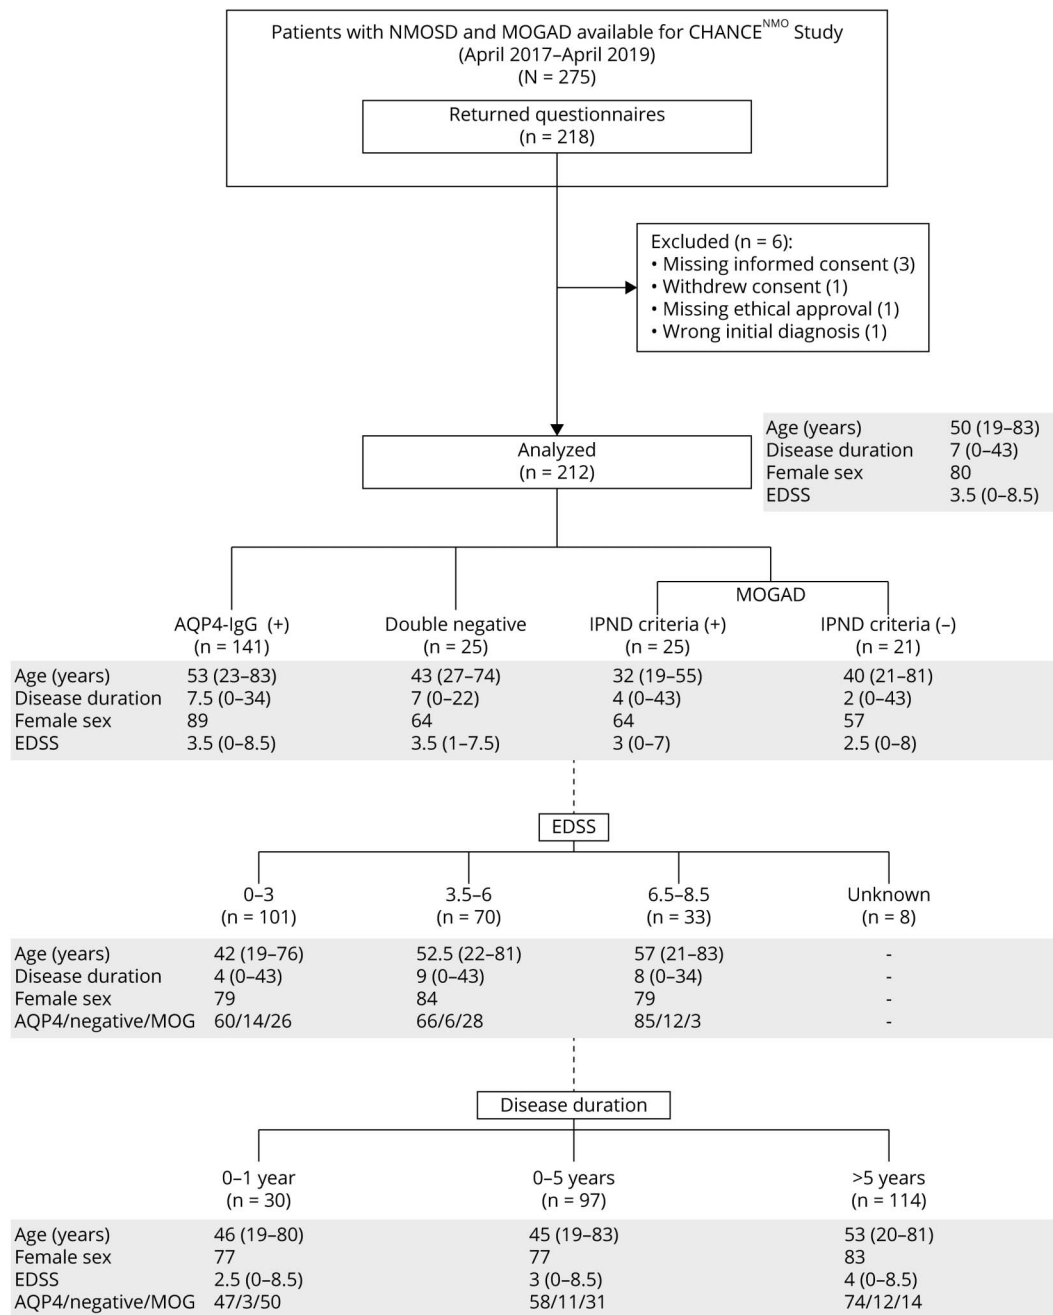 Patients with NMOSD and MOGAD available for CHANCE^NMO Study
(April 2017–April 2019)
(N = 275)
Returned questionnaires
(n = 218)
Excluded (n = 6):
• Missing informed consent (3)
• Withdrew consent (1)
• Missing ethical approval (1)
• Wrong initial diagnosis (1)
Analyzed
(n = 212)
Age (years) 50 (19–83)
Disease duration 7 (0–43)
Female sex 80
EDSS 3.5 (0–8.5)
MOGAD
AQP4-IgG (+) Double negative IPND criteria (+) IPND criteria (–)
(n = 141) (n = 25) (n = 25) (n = 21)
Age (years) 53 (23–83) 43 (27–74) 32 (19–55) 40 (21–81)
Disease duration 7.5 (0–34) 7 (0–22) 4 (0–43) 2 (0–43)
Female sex 89 64 64 57
EDSS 3.5 (0–8.5) 3.5 (1–7.5) 3 (0–7) 2.5 (0–8)
EDSS
0–3 3.5–6 6.5–8.5 Unknown
(n = 101) (n = 70) (n = 33) (n = 8)
Age (years) 42 (19–76) 52.5 (22–81) 57 (21–83) -
Disease duration 4 (0–43) 9 (0–43) 8 (0–34) -
Female sex 79 84 79 -
AQP4/negative/MOG 60/14/26 66/6/28 85/12/3 -
Disease duration
0–1 year 0–5 years >5 years
(n = 30) (n = 97) (n = 114)
Age (years) 46 (19–80) 45 (19–83) 53 (20–81)
Female sex 77 77 83
EDSS 2.5 (0–8.5) 3 (0–8.5) 4 (0–8.5)
AQP4/negative/MOG 47/3/50 58/11/31 74/12/14